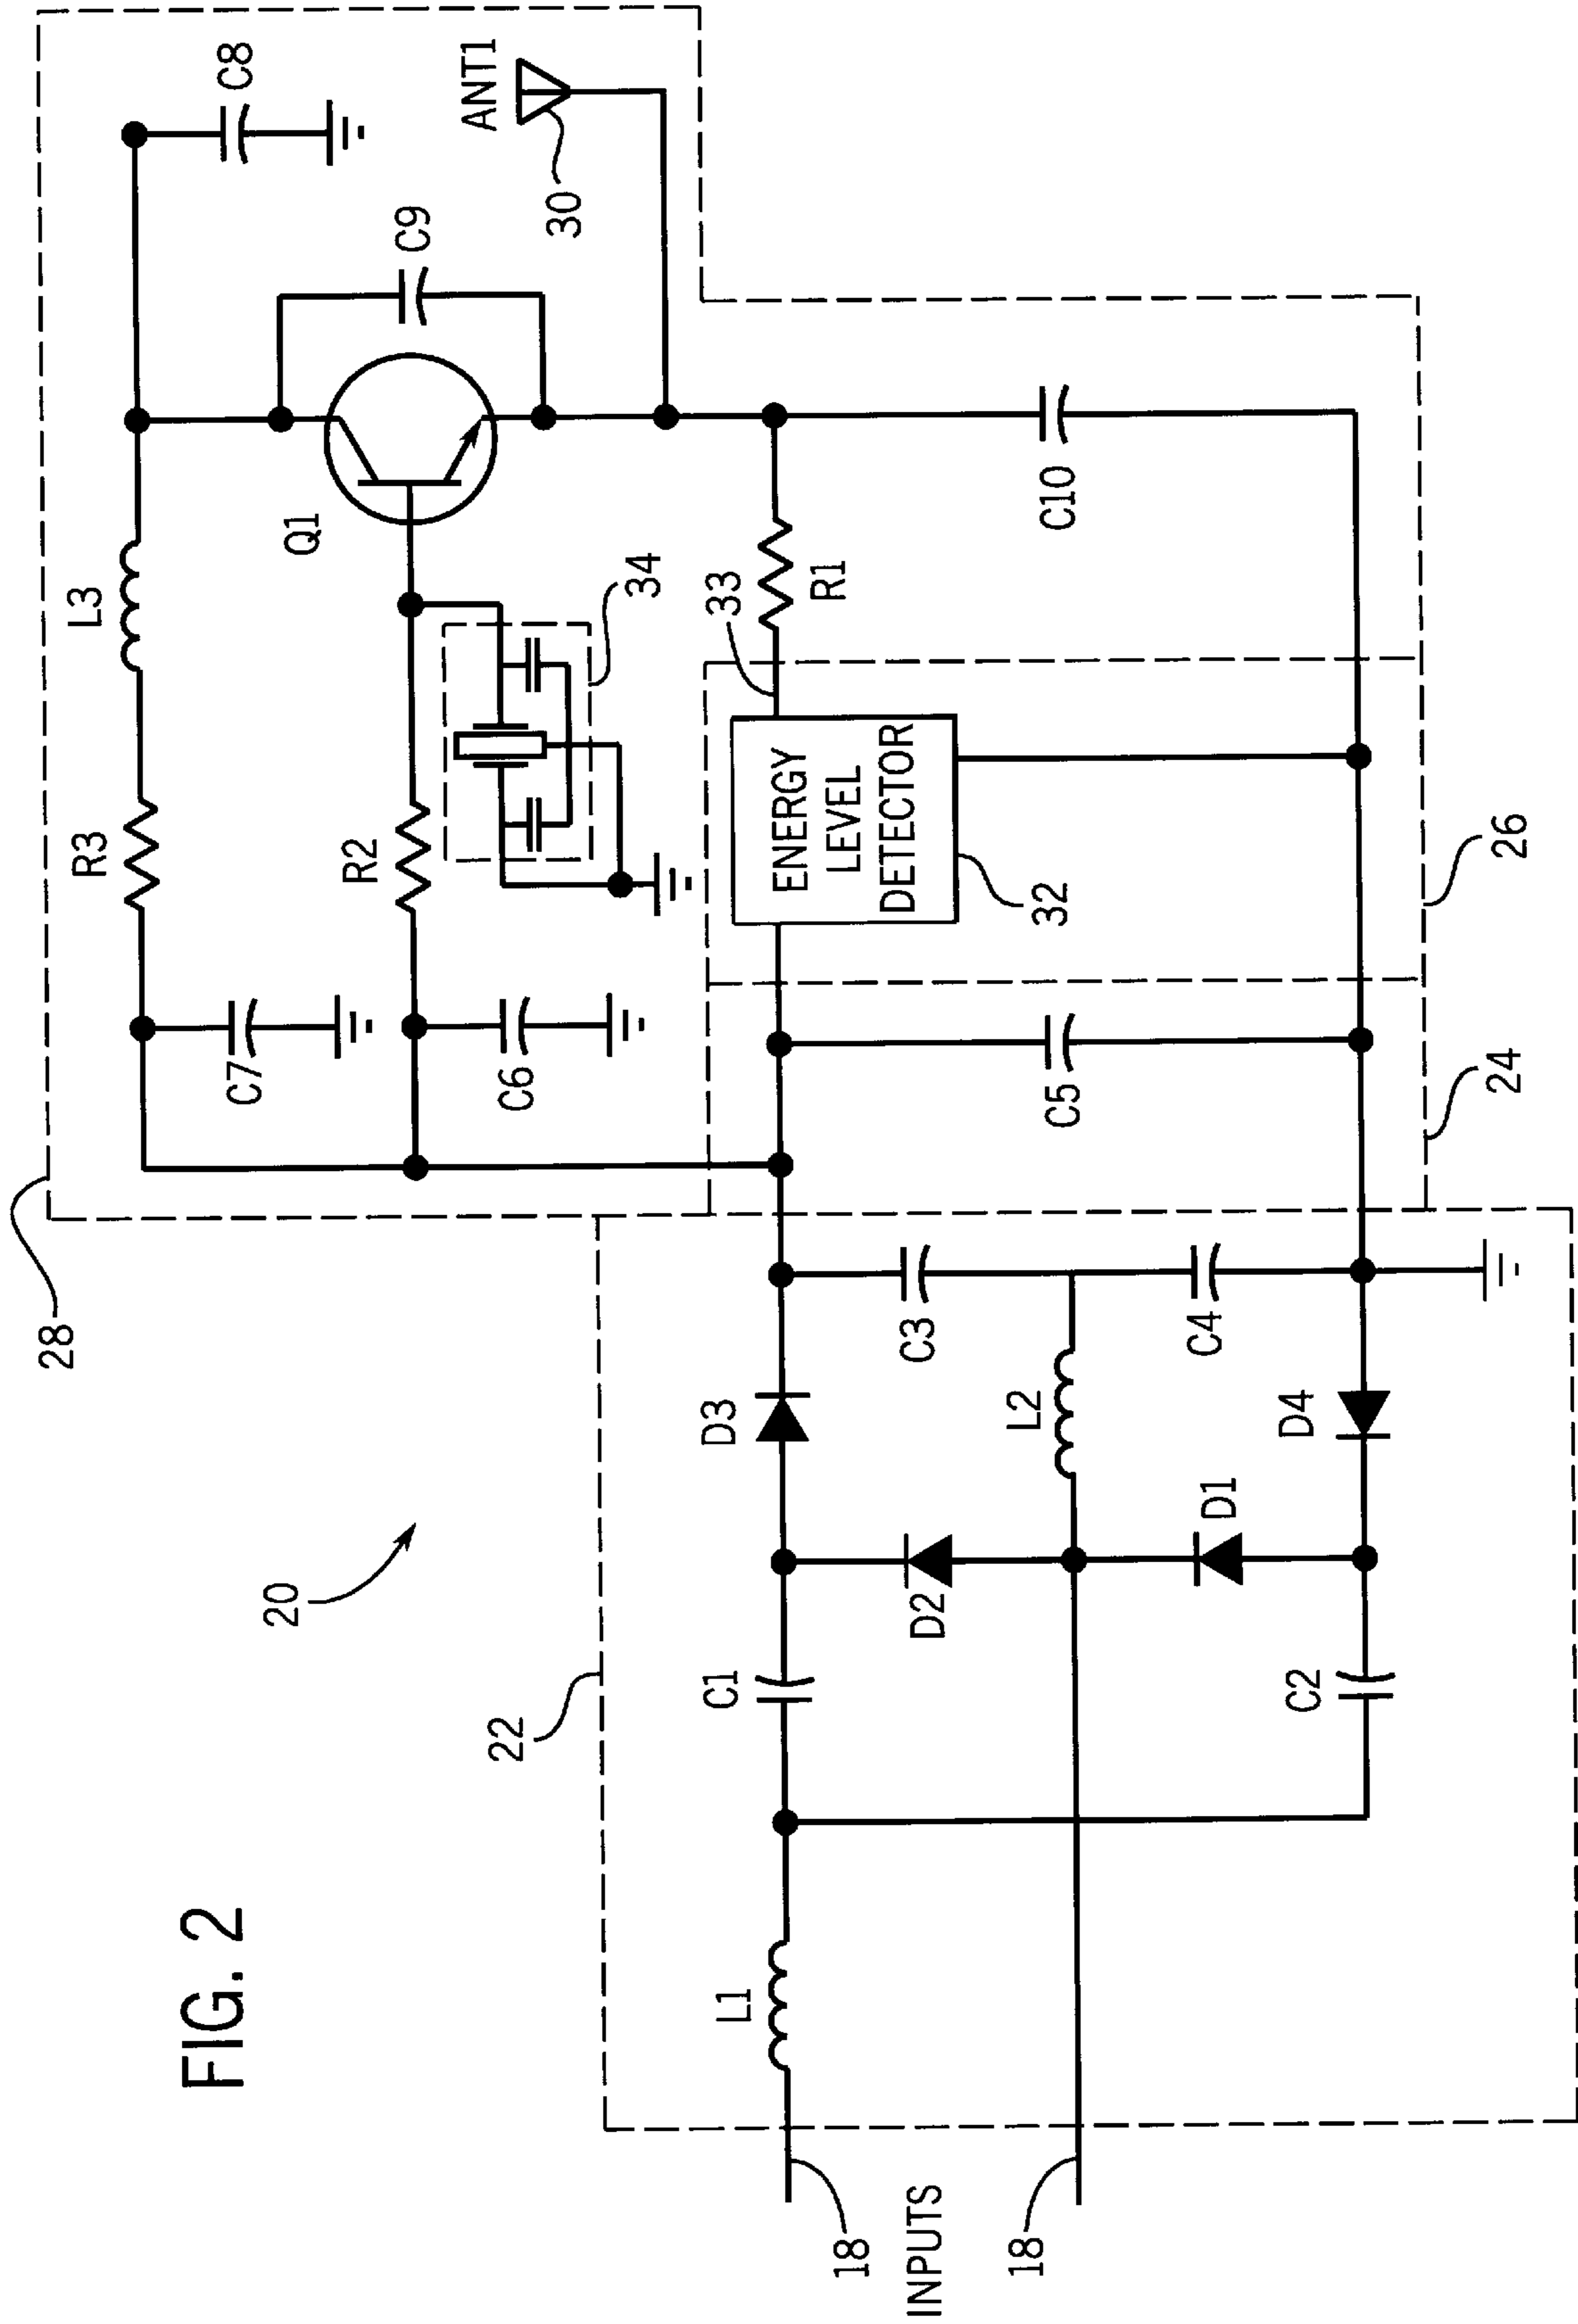 FIG. 2
20
28
L3
R3
C8
C9
Q1
R2
C7
C6
34
ANT1
30
33
R1
ENERGY
LEVEL
DETECTOR
32
C10
C5
26
24
22
L1
C1
D3
D2
C3
L2
D1
C4
D4
C2
18
INPUTS
18